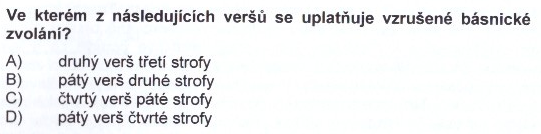 Ve kterém z následujících veršů se uplatňuje vzrušené básnické
zvolání?
A) druhý verš třetí strofy
B) pátý verš druhé strofy
C) čtvrtý verš páté strofy
D) pátý verš čtvrté strofy